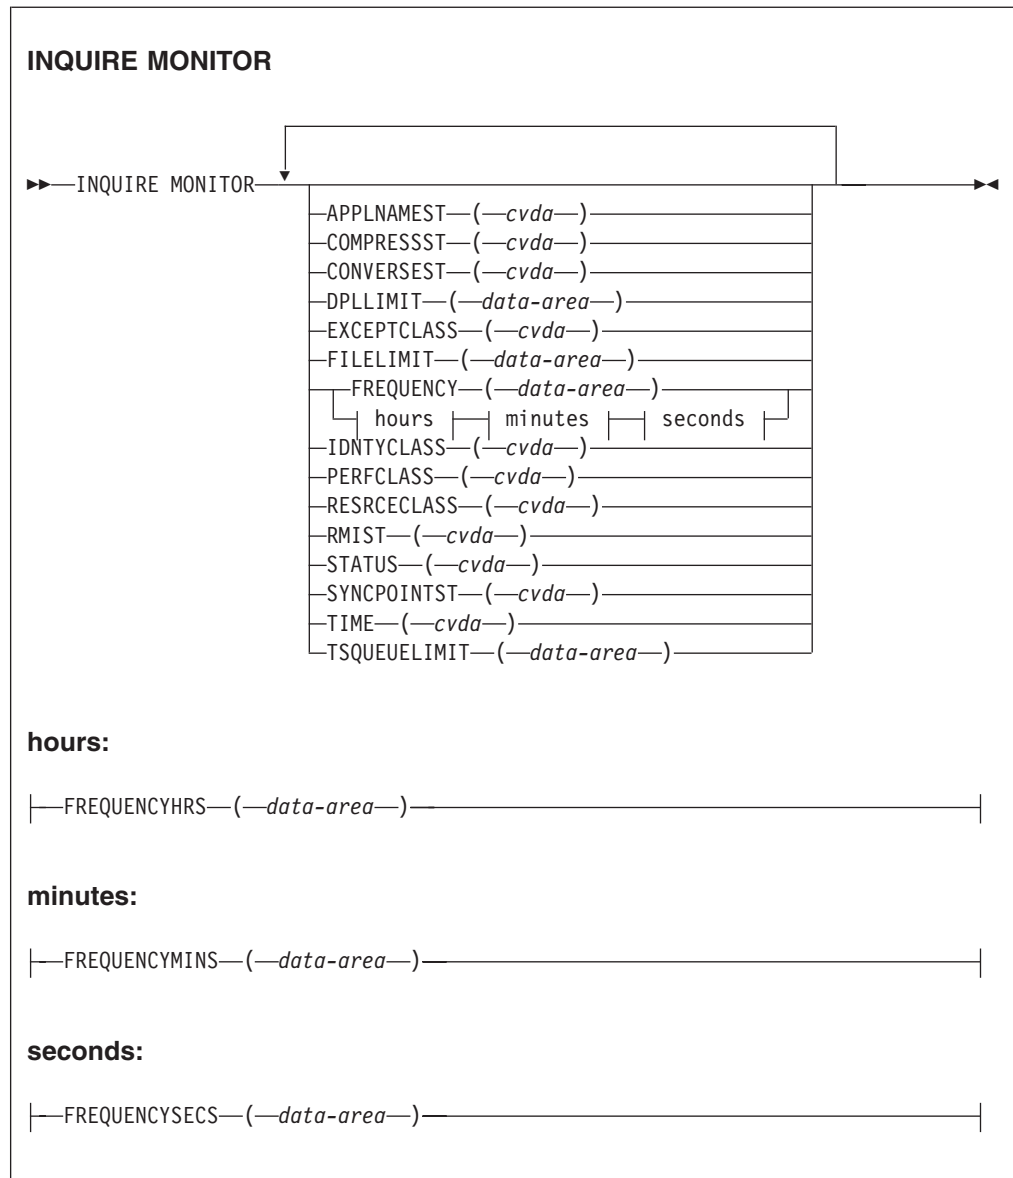 INQUIRE MONITOR
INQUIRE MONITOR
APPLNAMEST ( cvda )
COMPRESSST ( cvda )
CONVERSEST ( cvda )
DPLLIMIT ( data-area )
EXCEPTCLASS ( cvda )
FILELIMIT ( data-area )
FREQUENCY ( data-area )
hours minutes seconds
IDNTYCLASS ( cvda )
PERFCLASS ( cvda )
RESRCECLASS ( cvda )
RMIST ( cvda )
STATUS ( cvda )
SYNCPOINTST ( cvda )
TIME ( cvda )
TSQUEUELIMIT ( data-area )
hours:
FREQUENCYHRS ( data-area )
minutes:
FREQUENCYMINS ( data-area )
seconds:
FREQUENCYSECS ( data-area )